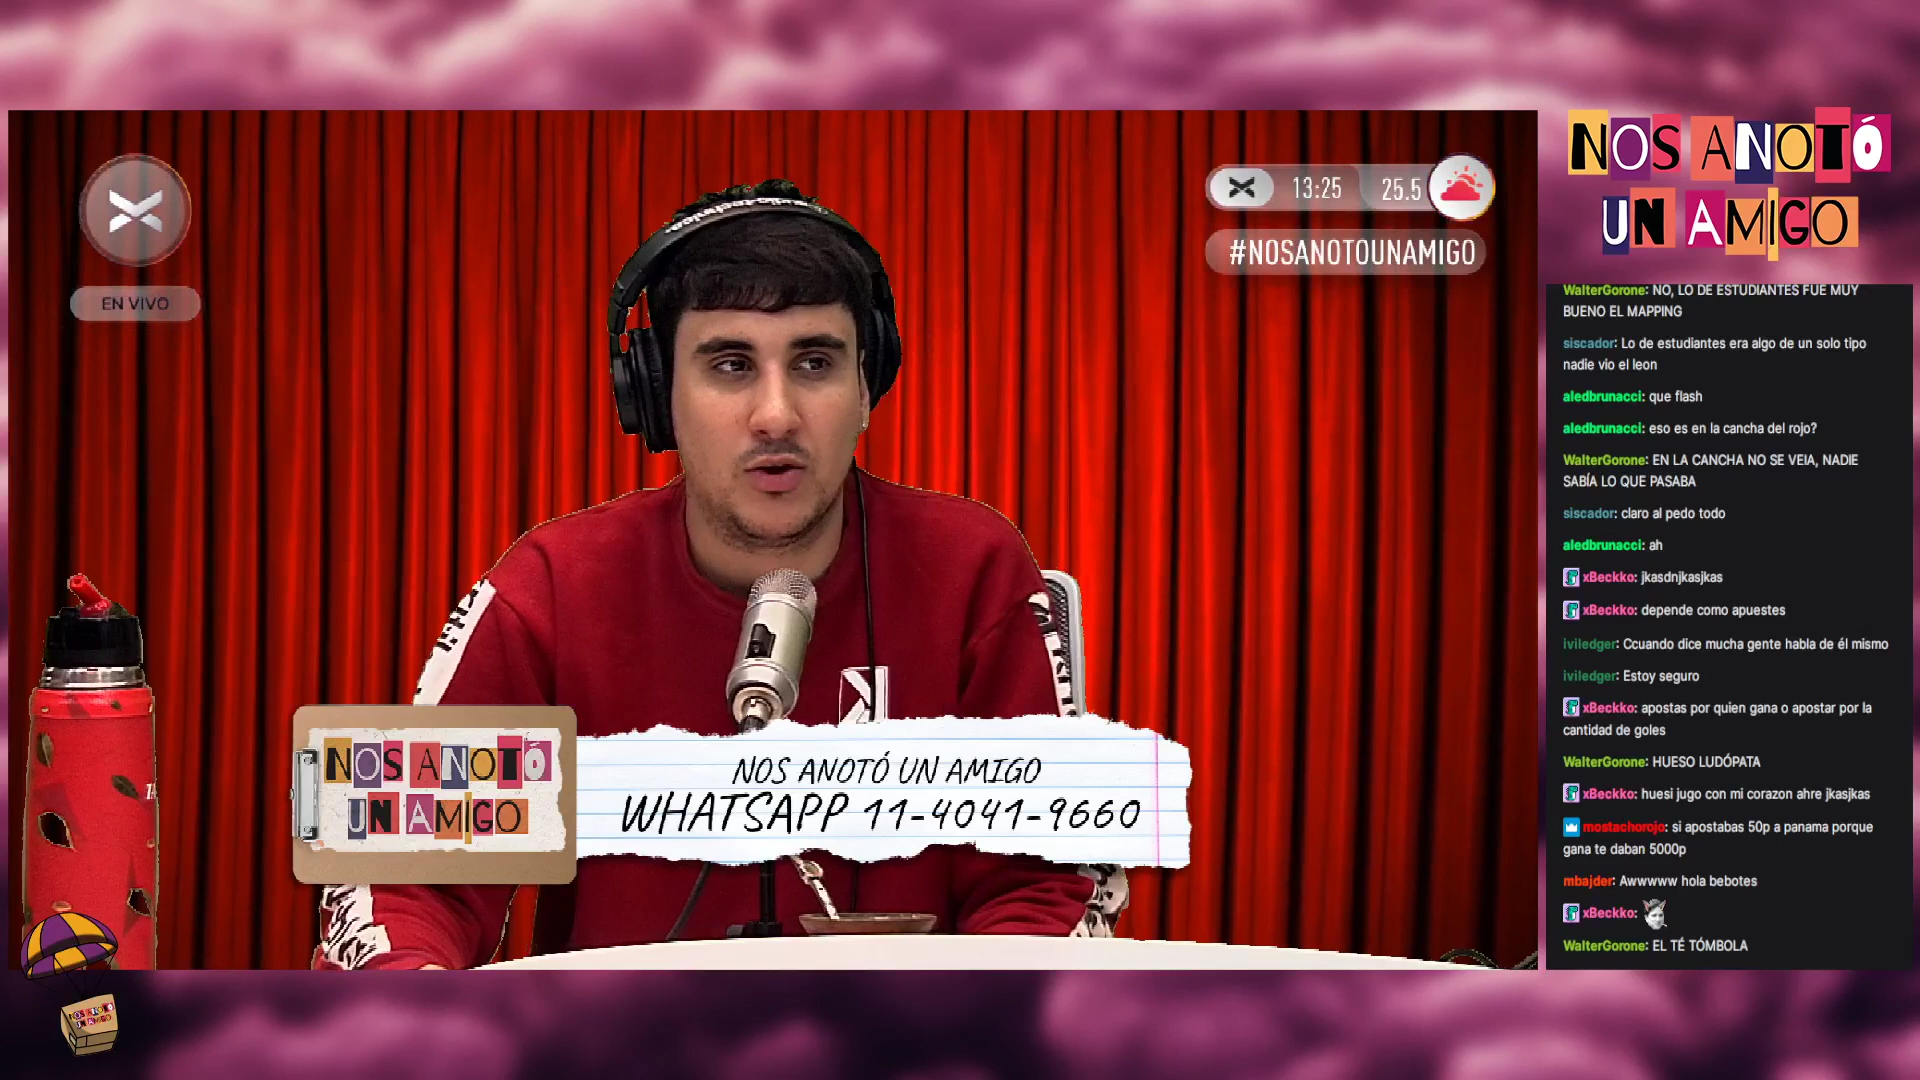 EN VIVO
13:25
25.5
#NOSANOTOUNAMIGO
NOS ANOTÓ
UN AMIGO
WalterGorone: NO, LO DE ESTUDIANTES FUE MUY
BUENO EL MAPPING
siscador: Lo de estudiantes era algo de un solo tipo
nadie vio el leon
aledbrunacci: que flash
aledbrunacci: eso es en la cancha del rojo?
WalterGorone: EN LA CANCHA NO SE VEIA, NADIE
SABÍA LO QUE PASABA
siscador: claro al pedo todo
aledbrunacci: ah
xBeckko: jkasdnjkasjkas
xBeckko: depende como apuestes
iviledger: Ccuando dice mucha gente habla de él mismo
iviledger: Estoy seguro
xBeckko: apostas por quien gana o apostar por la
cantidad de goles
WalterGorone: HUESO LUDÓPATA
xBeckko: huesi jugo con mi corazon ahre jkasjkas
mostachorojo: si apostabas 50p a panama porque
gana te daban 5000p
mbajder: Awwwww hola bebotes
xBeckko:
WalterGorone: EL TÉ TÓMBOLA
NOS ANOTÓ
UN AMIGO
NOS ANOTÓ UN AMIGO
WHATSAPP 11-4041-9660
NOS ANOTÓ
UN AMIGO